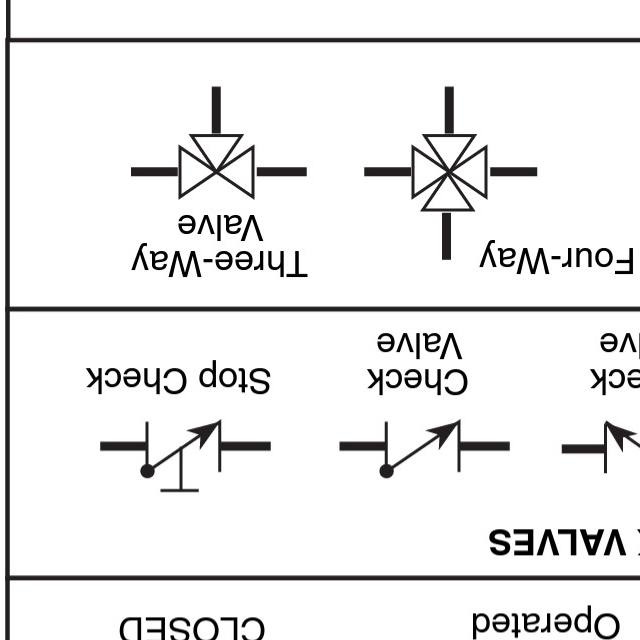 Operated
CLOSED
VALVES
Check
Valve
Stop Check
Four-Way
Three-Way
Valve